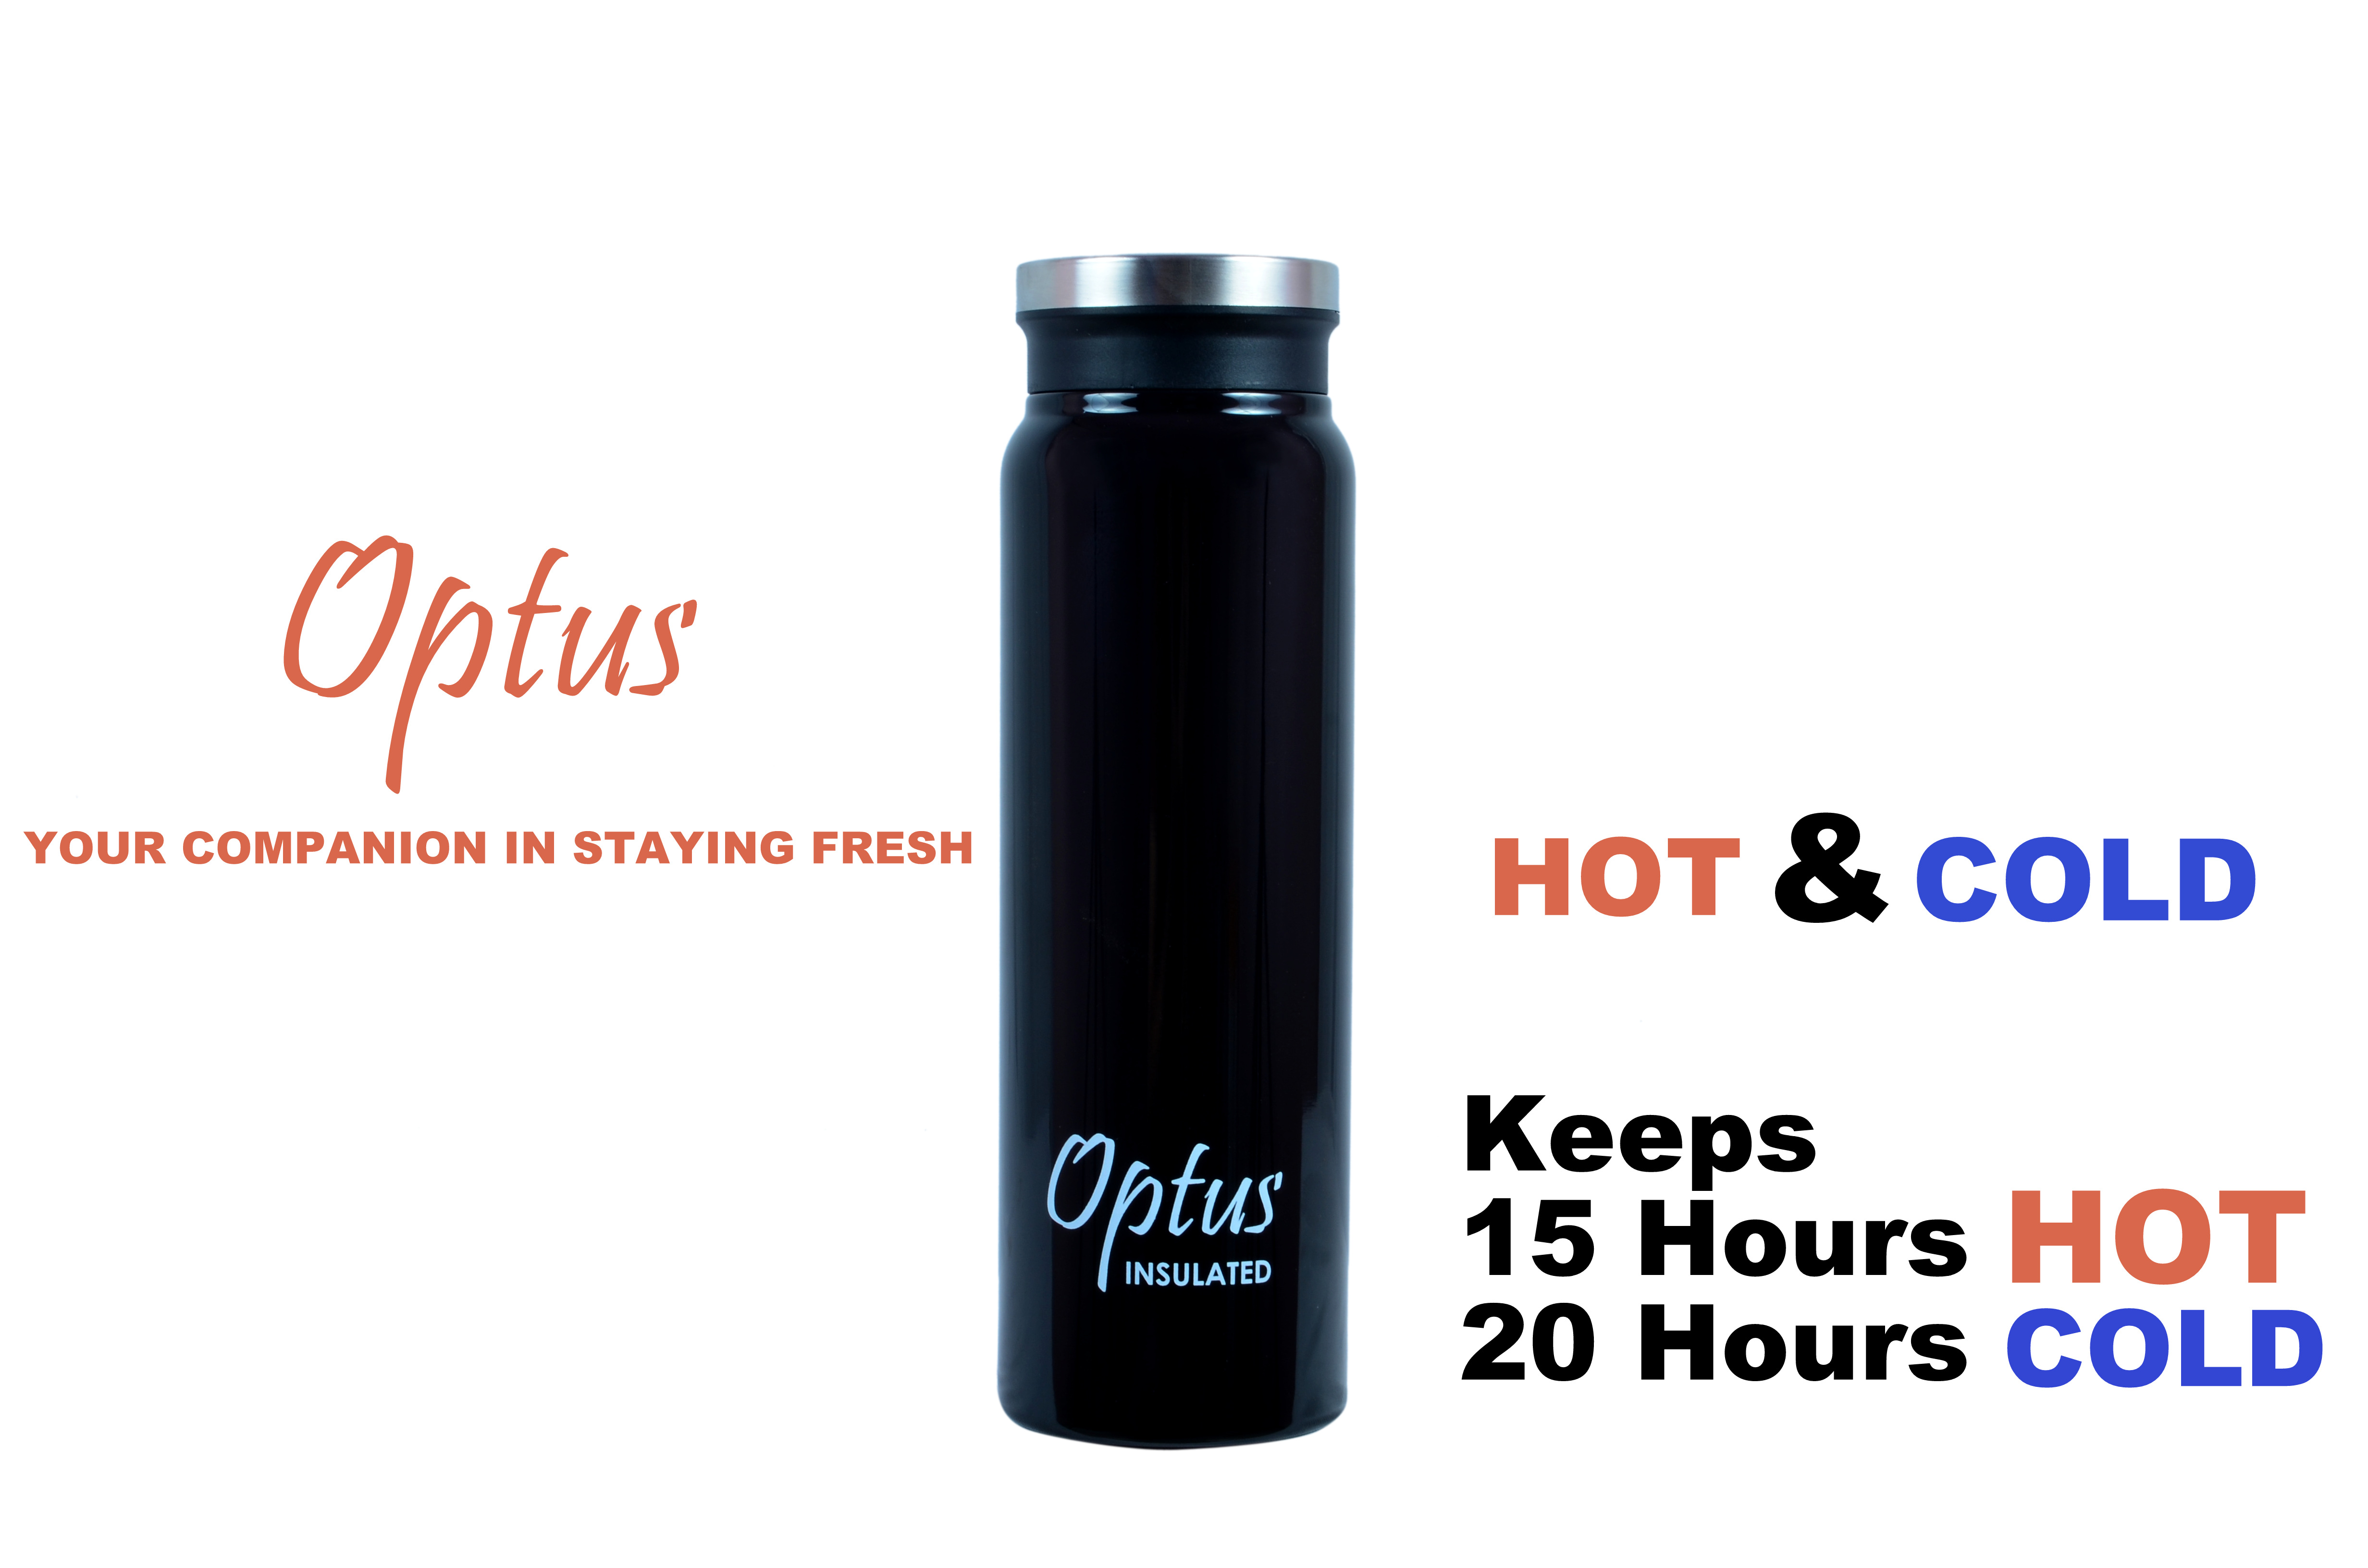 Optus
YOUR COMPANION IN STAYING FRESH
Optus
INSULATED
HOT & COLD
Keeps
15 Hours HOT
20 Hours COLD